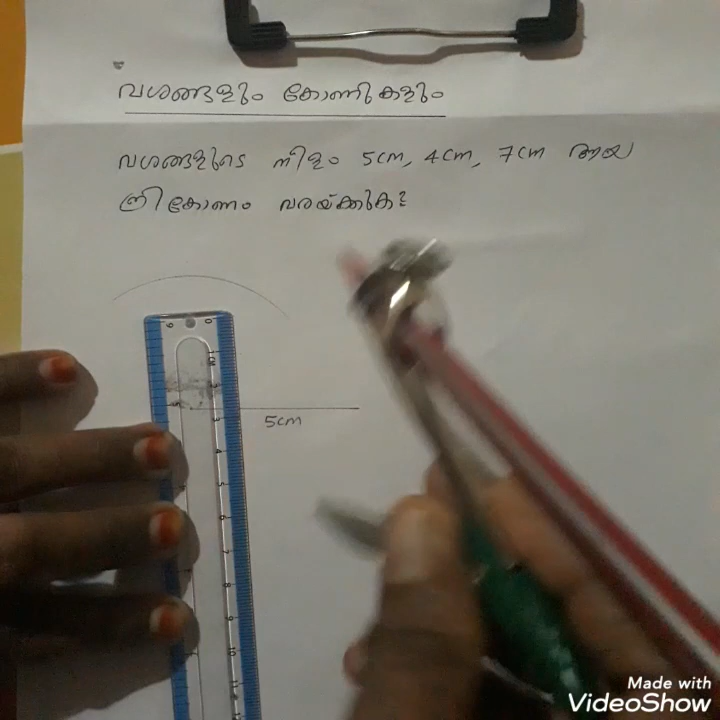 വശങ്ങളും കോണുകളും
വശങ്ങളുടെ നീളം 5cm, 4cm, 7cm ആയ
ത്രികോണം വരയ്ക്കുക?
5cm
Made with
VideoShow